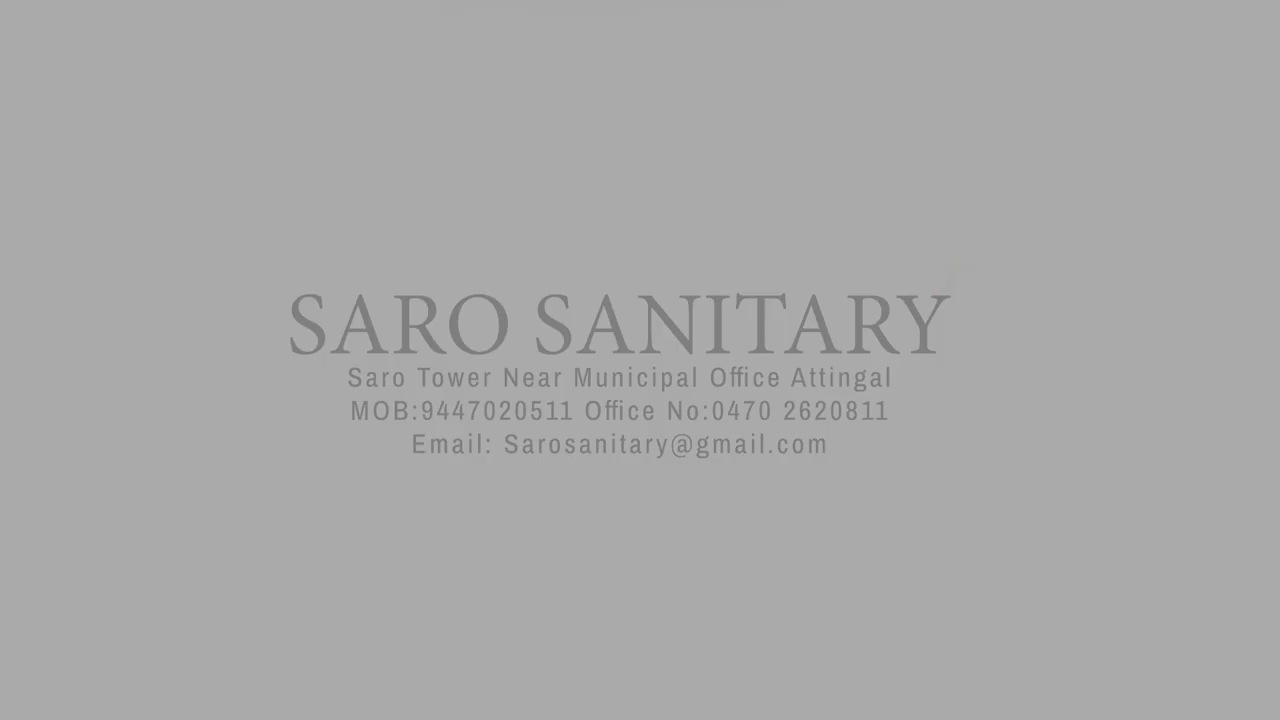 SARO SANITARY
Saro Tower Near Municipal Office Attingal
MOB:9447020511 Office No:0470 2620811
Email: Sarosanitary@gmail.com